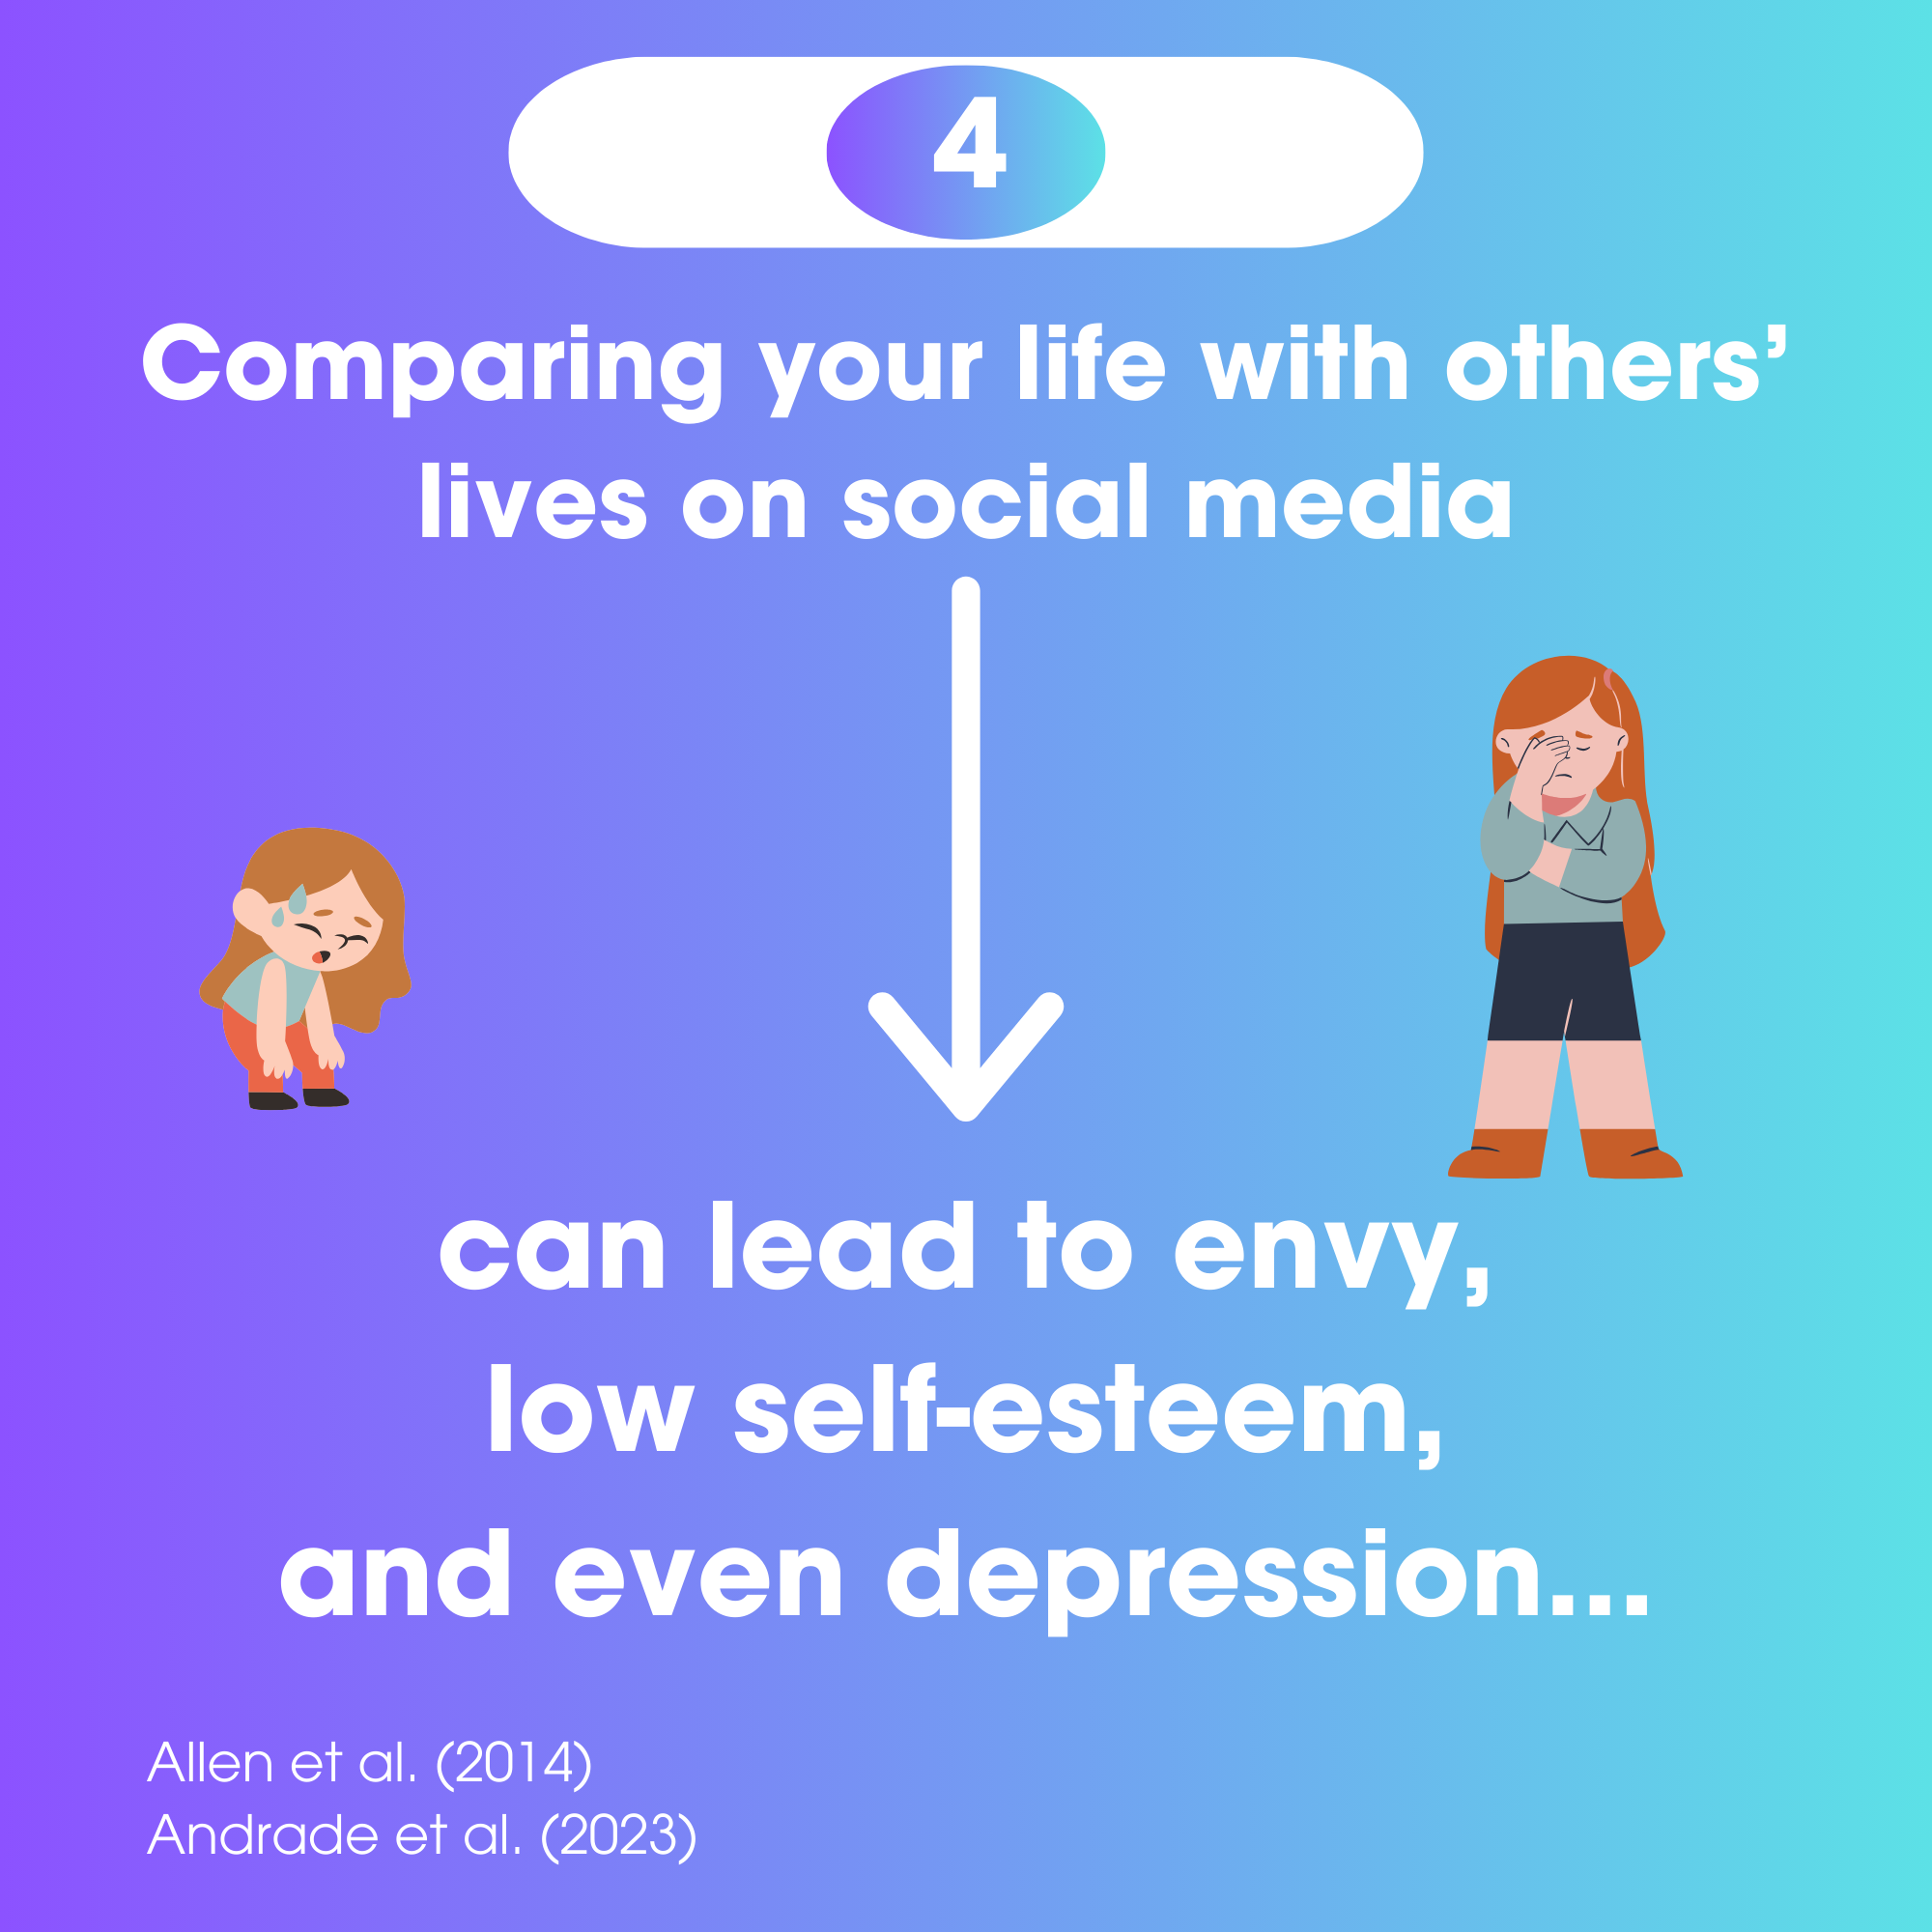 4
Comparing your life with others’
lives on social media
can lead to envy,
low self-esteem,
and even depression...
Allen et al. (2014)
Andrade et al. (2023)